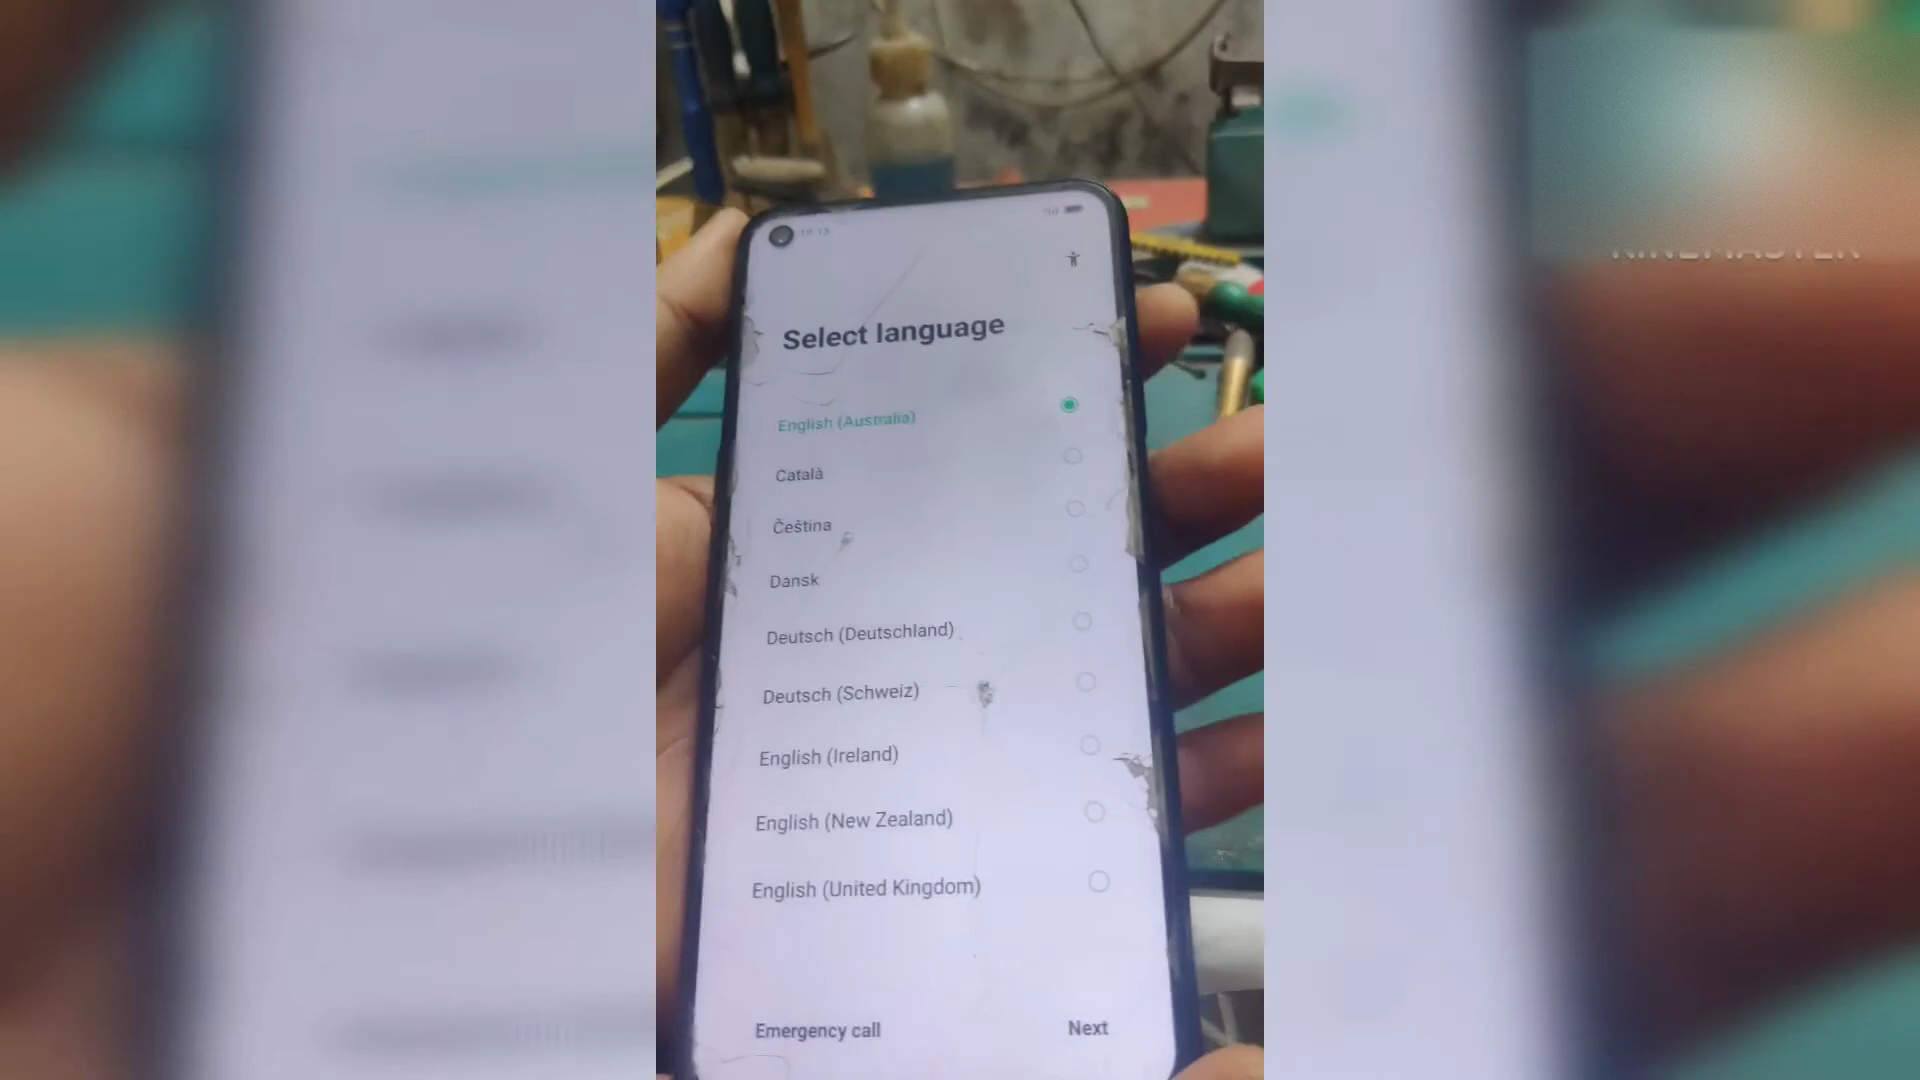 Select language
English (Australia)
Català
Čeština
Dansk
Deutsch (Deutschland)
Deutsch (Schweiz)
English (Ireland)
English (New Zealand)
English (United Kingdom)
Emergency call
Next
KINEMASTER